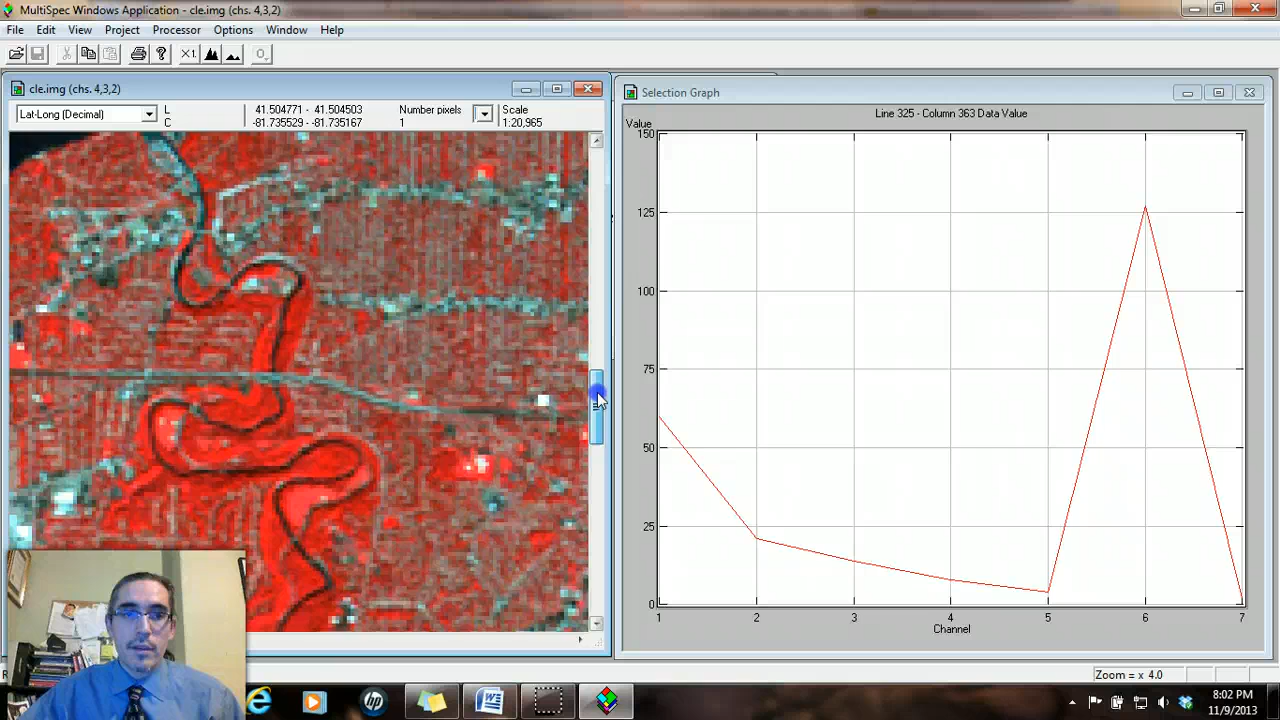 MultiSpec Windows Application - cle.img (chs. 4,3,2)
File Edit View Project Processor Options Window Help
×1
cle.img (chs. 4,3,2)
Selection Graph
Lat-Long (Decimal)
L
C
41.504771 - 41.504503
-81.735529 - -81.735167
Number pixels
1
Scale
1:20,965
Line 325 - Column 363 Data Value
Value
150
125
100
75
50
25
0
1 2 3 4 5 6 7
Channel
Zoom = x 4.0
8:02 PM
11/9/2013